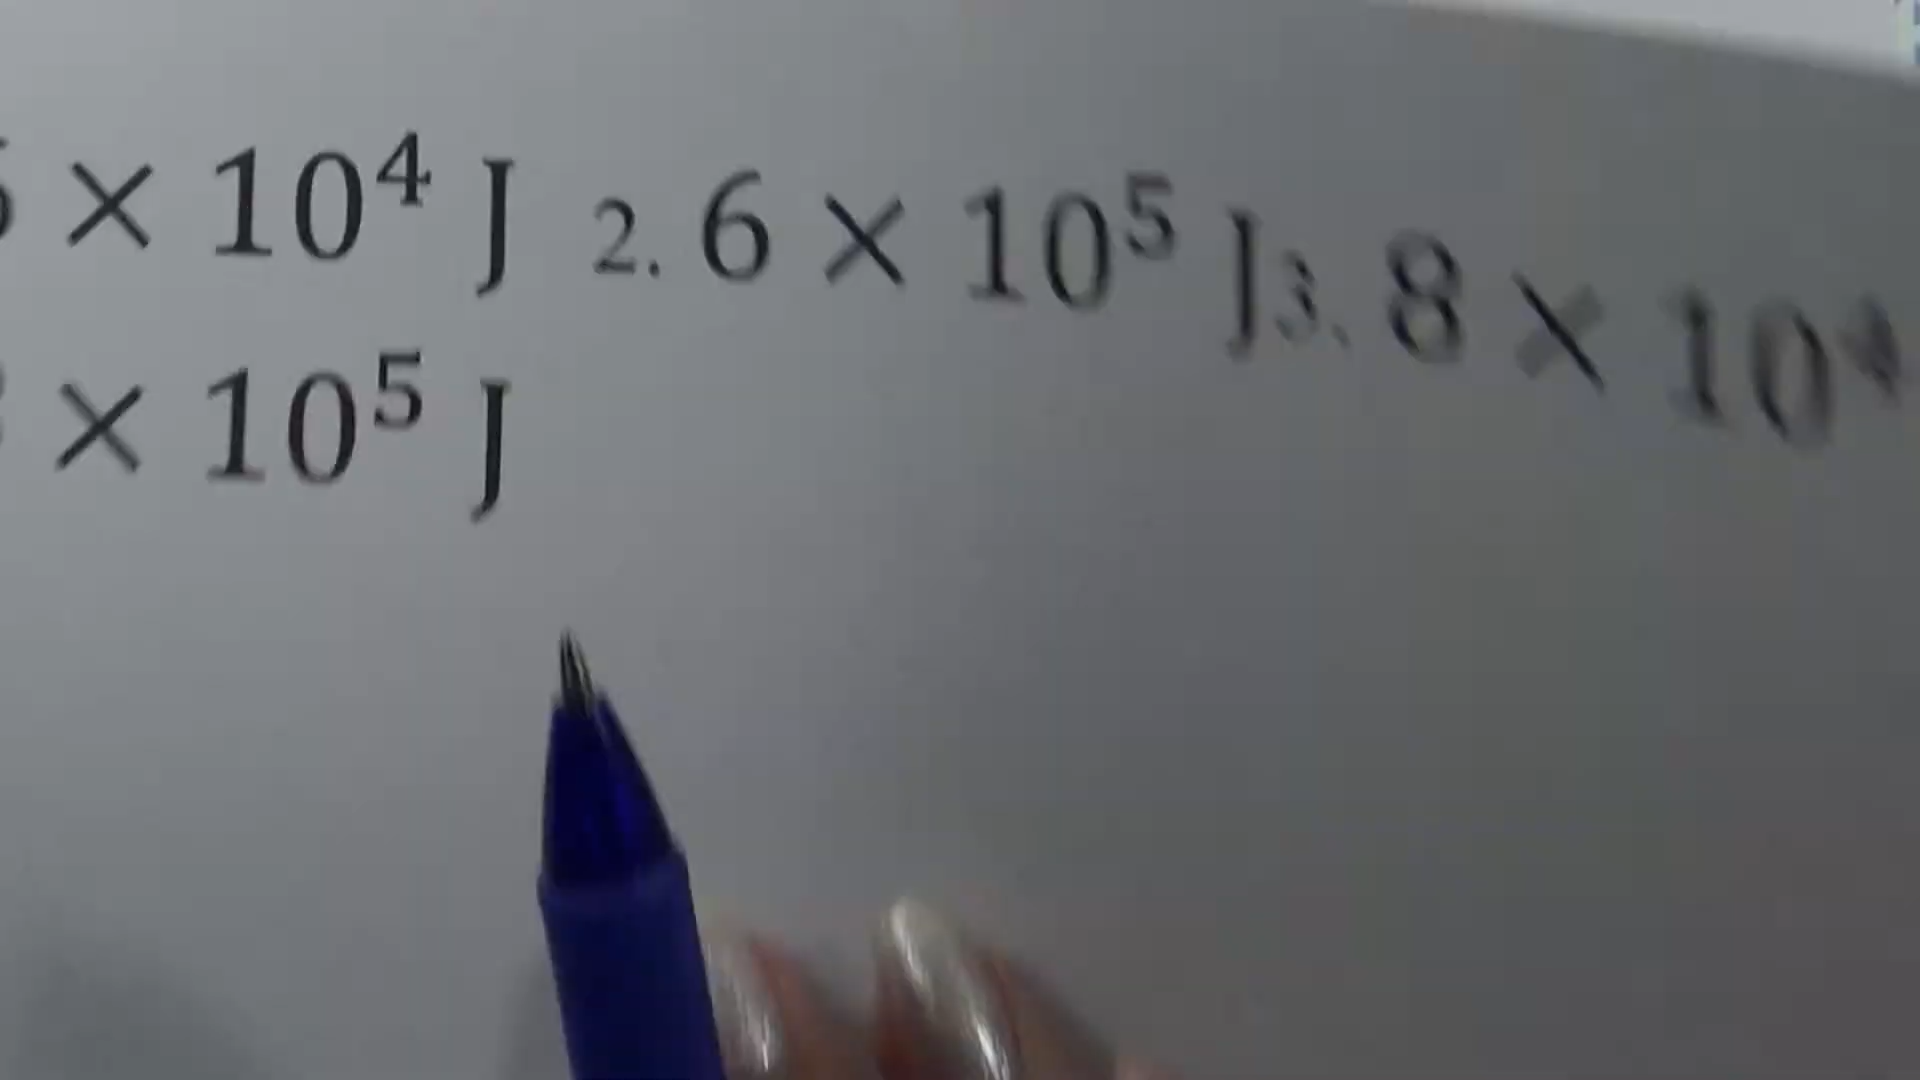 × 10⁴ J 2. 6 × 10⁵ J 3. 8 × 10
× 10⁵ J